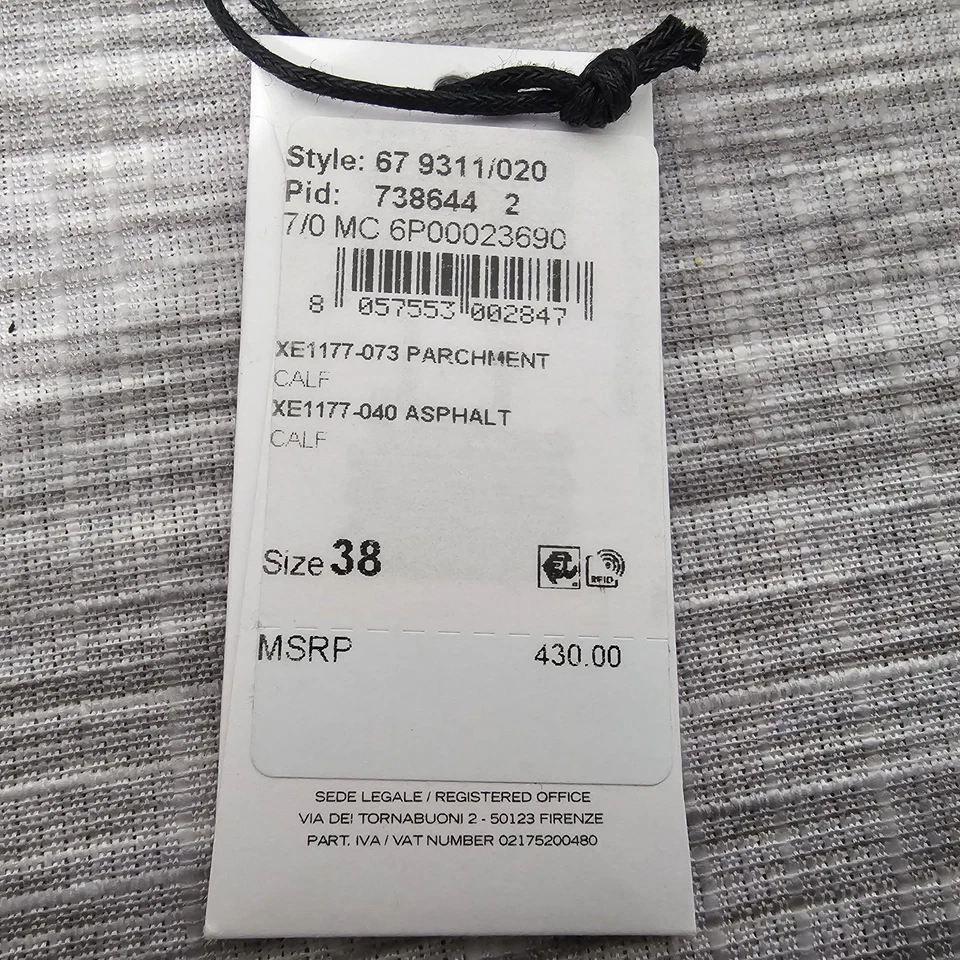 Style: 67 9311/020
Pid: 738644 2
7/0 MC 6P00023690
8 057553 002847
XE1177-073 PARCHMENT
CALF
XE1177-040 ASPHALT
CALF
Size 38
RFID
MSRP 430.00
SEDE LEGALE / REGISTERED OFFICE
VIA DEI TORNABUONI 2 - 50123 FIRENZE
PART. IVA / VAT NUMBER 02175200480